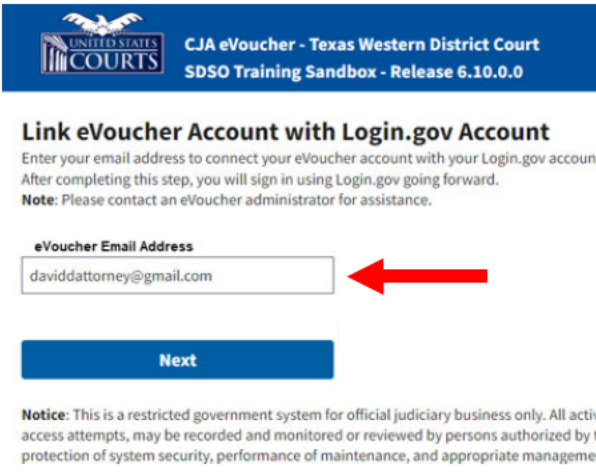 UNITED STATES
COURTS
CJA eVoucher - Texas Western District Court
SDSO Training Sandbox - Release 6.10.0.0
Link eVoucher Account with Login.gov Account
Enter your email address to connect your eVoucher account with your Login.gov accoun
After completing this step, you will sign in using Login.gov going forward.
Note: Please contact an eVoucher administrator for assistance.
eVoucher Email Address
daviddattorney@gmail.com
Next
Notice: This is a restricted government system for official judiciary business only. All activ
access attempts, may be recorded and monitored or reviewed by persons authorized by t
protection of system security, performance of maintenance, and appropriate manageme